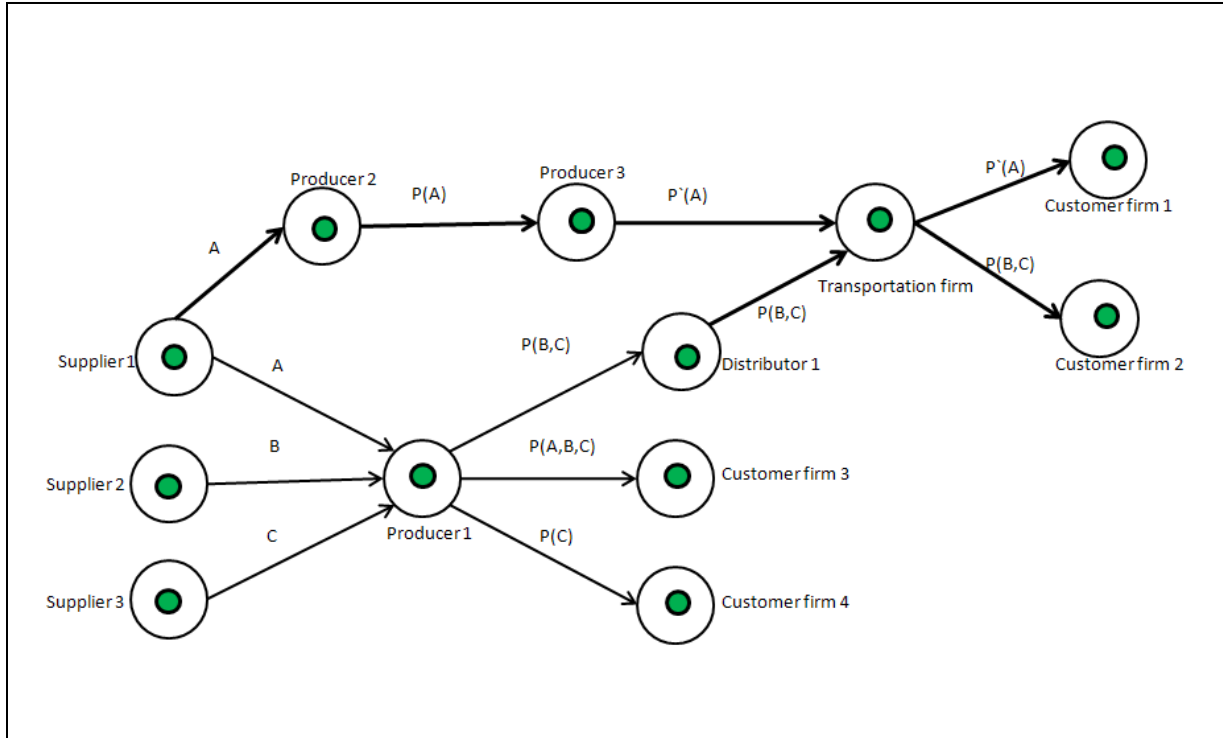 P`(A)
Producer 3
Producer 2
P(A)
P`(A)
Customer firm 1
A
P(B,C)
Transportation firm
P(B,C)
P(B,C)
Supplier 1
A
Distributor 1
Customer firm 2
B
P(A,B,C)
Customer firm 3
Supplier 2
C
Producer 1
P(C)
Supplier 3
Customer firm 4